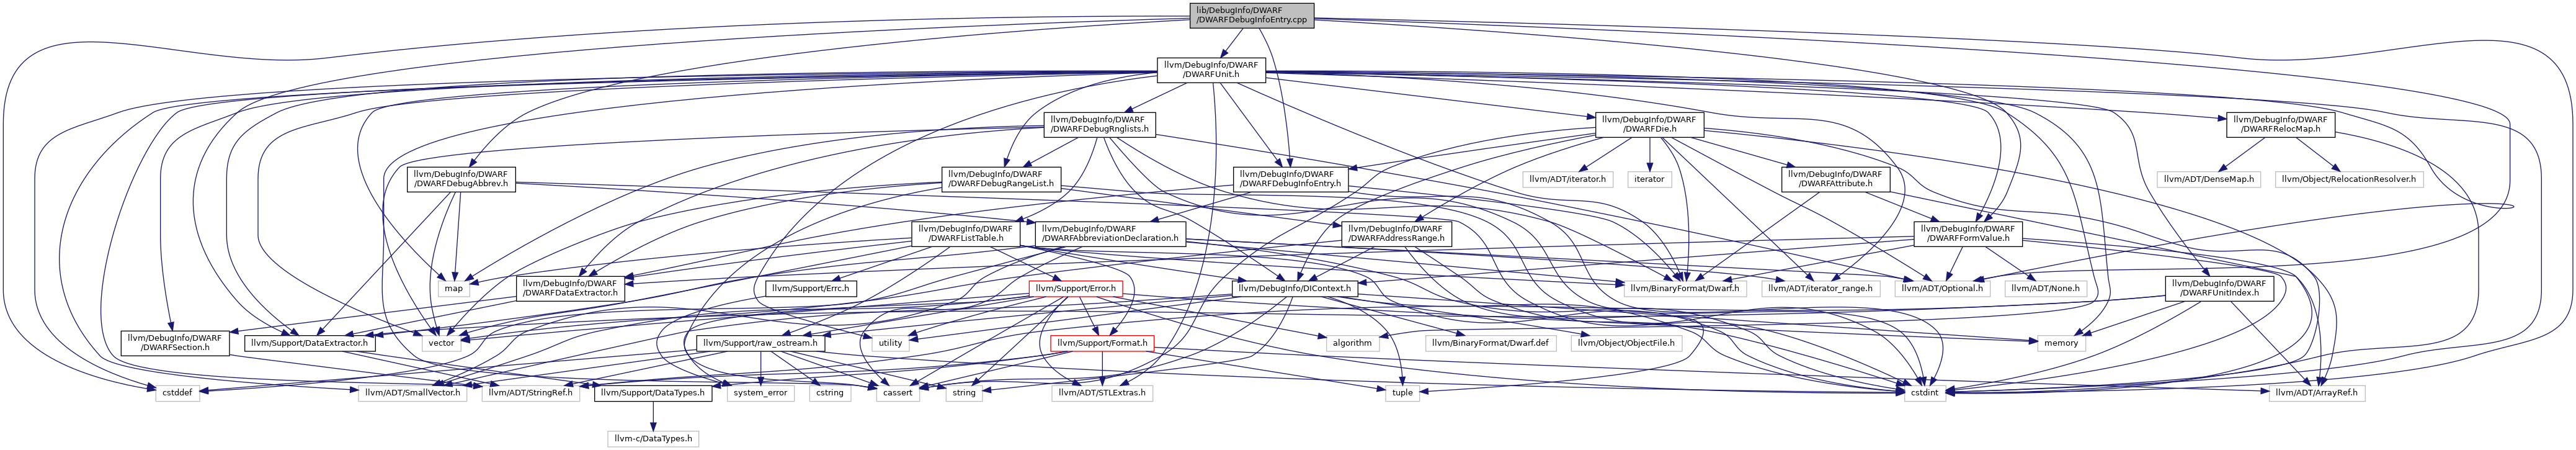 lib/DebugInfo/DWARF
/DWARFDebugInfoEntry.cpp
llvm/DebugInfo/DWARF
/DWARFUnit.h
llvm/DebugInfo/DWARF
/DWARFDebugRnglists.h
llvm/DebugInfo/DWARF
/DWARFDie.h
llvm/DebugInfo/DWARF
/DWARFRelocMap.h
llvm/DebugInfo/DWARF
/DWARFDebugAbbrev.h
llvm/DebugInfo/DWARF
/DWARFDebugRangeList.h
llvm/DebugInfo/DWARF
/DWARFDebugInfoEntry.h
llvm/ADT/iterator.h
iterator
llvm/DebugInfo/DWARF
/DWARFAttribute.h
llvm/ADT/DenseMap.h
llvm/Object/RelocationResolver.h
llvm/DebugInfo/DWARF
/DWARFListTable.h
llvm/DebugInfo/DWARF
/DWARFAbbreviationDeclaration.h
llvm/DebugInfo/DWARF
/DWARFAddressRange.h
llvm/DebugInfo/DWARF
/DWARFFormValue.h
map
llvm/DebugInfo/DWARF
/DWARFDataExtractor.h
llvm/Support/Errc.h
llvm/Support/Error.h
llvm/DebugInfo/DIContext.h
llvm/BinaryFormat/Dwarf.h
llvm/ADT/iterator_range.h
llvm/ADT/Optional.h
llvm/ADT/None.h
llvm/DebugInfo/DWARF
/DWARFUnitIndex.h
llvm/DebugInfo/DWARF
/DWARFSection.h
llvm/Support/DataExtractor.h
vector
llvm/Support/raw_ostream.h
utility
llvm/Support/Format.h
algorithm
llvm/BinaryFormat/Dwarf.def
llvm/Object/ObjectFile.h
memory
cstddef
llvm/ADT/SmallVector.h
llvm/ADT/StringRef.h
llvm/Support/DataTypes.h
system_error
cstring
cassert
string
llvm/ADT/STLExtras.h
tuple
cstdint
llvm/ADT/ArrayRef.h
llvm-c/DataTypes.h